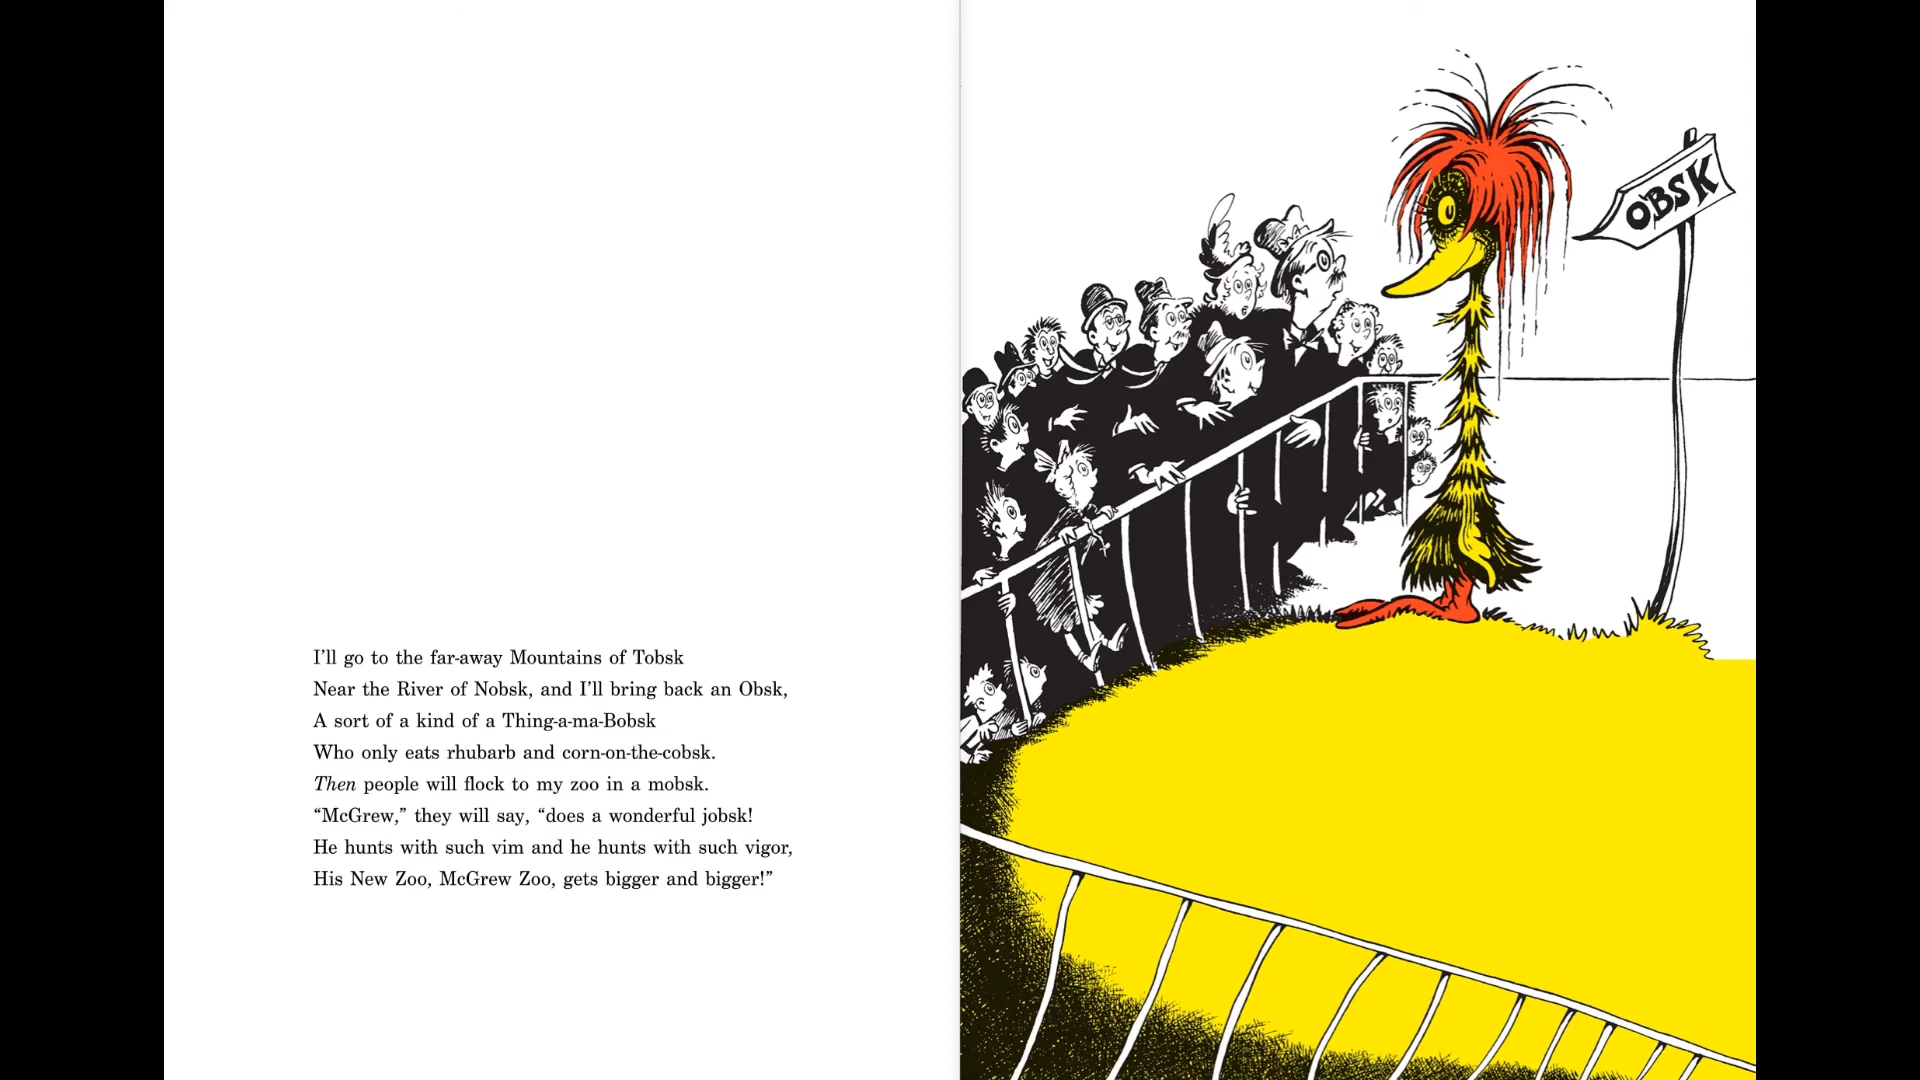 I’ll go to the far-away Mountains of Tobsk
Near the River of Nobsk, and I’ll bring back an Obsk,
A sort of a kind of a Thing-a-ma-Bobsk
Who only eats rhubarb and corn-on-the-cobsk.
Then people will flock to my zoo in a mobsk.
“McGrew,” they will say, “does a wonderful jobsk!
He hunts with such vim and he hunts with such vigor,
His New Zoo, McGrew Zoo, gets bigger and bigger!”
OBSK